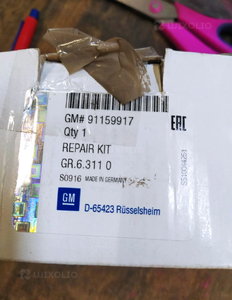 GM# 91159917
Qty 1
REPAIR KIT
GR.6.311 0
S0916 MADE IN GERMANY
GM
D-65423 Rüsselsheim
EAC